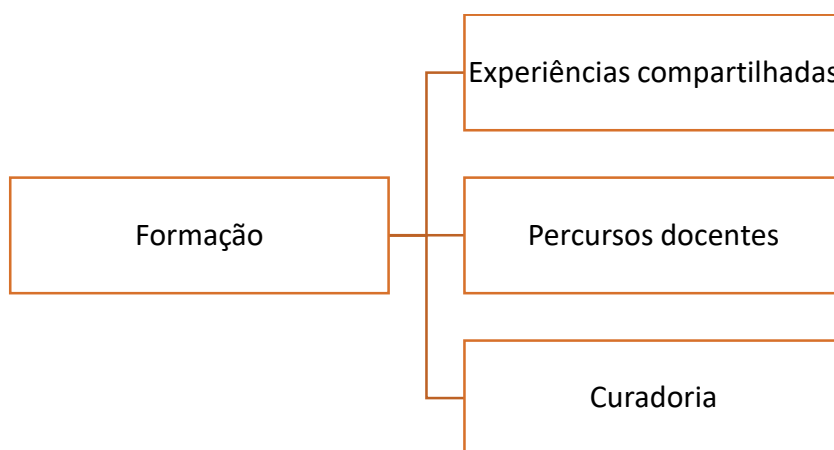 Experiências compartilhadas
Formação
Percursos docentes
Curadoria